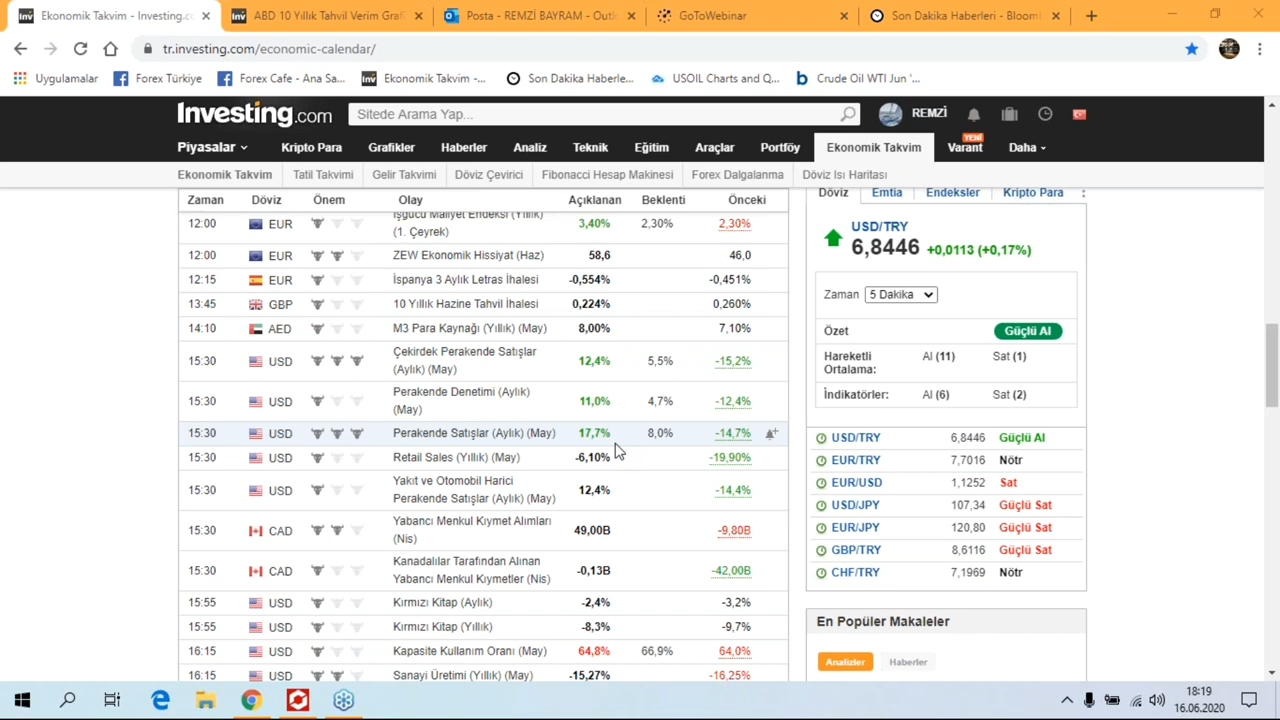 Ekonomik Takvim - Investing.c
ABD 10 Yıllık Tahvil Verim Graf
Posta - REMZİ BAYRAM - Outl
GoToWebinar
Son Dakika Haberleri - Bloom
tr.investing.com/economic-calendar/
Uygulamalar
Forex Türkiye
Forex Cafe - Ana Sa...
Ekonomik Takvim -...
Son Dakika Haberle...
USOIL Charts and Q...
Crude Oil WTI Jun '...
Investing.com
Sitede Arama Yap...
REMZİ
Piyasalar Kripto Para Grafikler Haberler Analiz Teknik Eğitim Araçlar Portföy Ekonomik Takvim Varant YENİ Daha
Ekonomik Takvim Tatil Takvimi Gelir Takvimi Döviz Çevirici Fibonacci Hesap Makinesi Forex Dalgalanma Döviz Isı Haritası
Zaman Döviz Önem Olay Açıklanan Beklenti Önceki
İşgücü Maliyet Endeksi (Yıllık)
12:00 EUR (1. Çeyrek) 3,40% 2,30% 2,30%
12:00 EUR ZEW Ekonomik Hissiyat (Haz) 58,6 46,0
12:15 EUR İspanya 3 Aylık Letras İhalesi -0,554% -0,451%
13:45 GBP 10 Yıllık Hazine Tahvil İhalesi 0,224% 0,260%
14:10 AED M3 Para Kaynağı (Yıllık) (May) 8,00% 7,10%
15:30 USD Çekirdek Perakende Satışlar
(Aylık) (May) 12,4% 5,5% -15,2%
15:30 USD Perakende Denetimi (Aylık)
(May) 11,0% 4,7% -12,4%
15:30 USD Perakende Satışlar (Aylık) (May) 17,7% 8,0% -14,7%
15:30 USD Retail Sales (Yıllık) (May) -6,10% -19,90%
15:30 USD Yakıt ve Otomobil Harici
Perakende Satışlar (Aylık) (May) 12,4% -14,4%
15:30 CAD Yabancı Menkul Kıymet Alımları
(Nis) 49,00B -9,80B
15:30 CAD Kanadalılar Tarafından Alınan
Yabancı Menkul Kıymetler (Nis) -0,13B -42,00B
15:55 USD Kırmızı Kitap (Aylık) -2,4% -3,2%
15:55 USD Kırmızı Kitap (Yıllık) -8,3% -9,7%
16:15 USD Kapasite Kullanım Oranı (May) 64,8% 66,9% 64,0%
16:15 USD Sanayi Üretimi (Yıllık) (May) -15,27% -16,25%
Döviz Emtia Endeksler Kripto Para
USD/TRY
6,8446 +0,0113 (+0,17%)
Zaman 5 Dakika
Özet Güçlü Al
Hareketli
Ortalama: Al (11) Sat (1)
İndikatörler: Al (6) Sat (2)
USD/TRY 6,8446 Güçlü Al
EUR/TRY 7,7016 Nötr
EUR/USD 1,1252 Sat
USD/JPY 107,34 Güçlü Sat
EUR/JPY 120,80 Güçlü Sat
GBP/TRY 8,6116 Güçlü Sat
CHF/TRY 7,1969 Nötr
En Popüler Makaleler
Analizler Haberler
18:19
16.06.2020